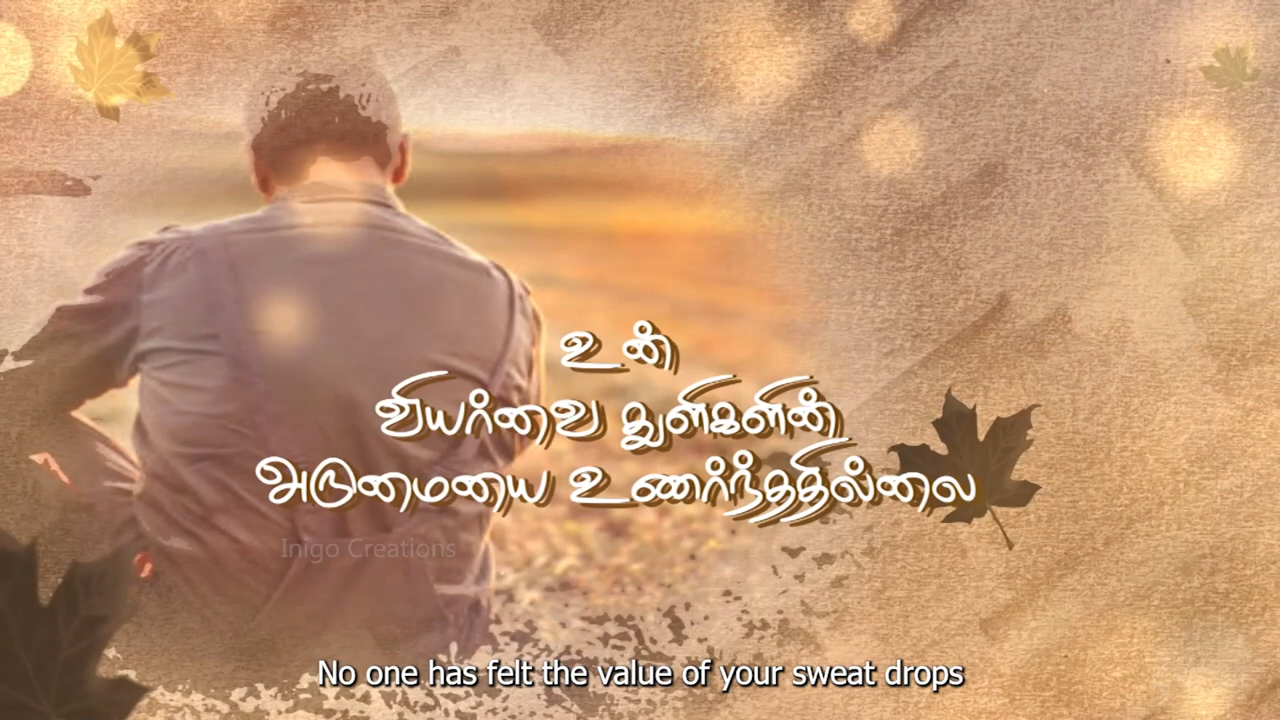 உன்
வியர்வை துளிகளின்
அருமையை உணர்ந்ததில்லை
Inigo Creations
No one has felt the value of your sweat drops